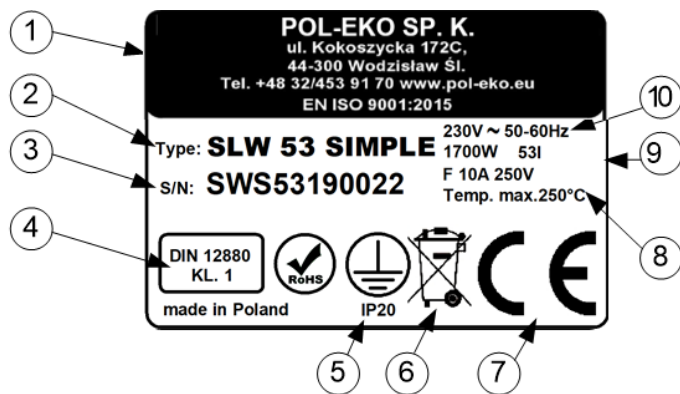 POL-EKO SP. K.
ul. Kokoszycka 172C,
44-300 Wodzisław Śl.
Tel. +48 32/453 91 70 www.pol-eko.eu
EN ISO 9001:2015
1
2
3
4
Type: SLW 53 SIMPLE
S/N: SWS53190022
230V ~ 50-60Hz
1700W 53l
F 10A 250V
Temp. max.250°C
10
9
8
DIN 12880
KL. 1
RoHS
IP20
CE
made in Poland
5
6
7